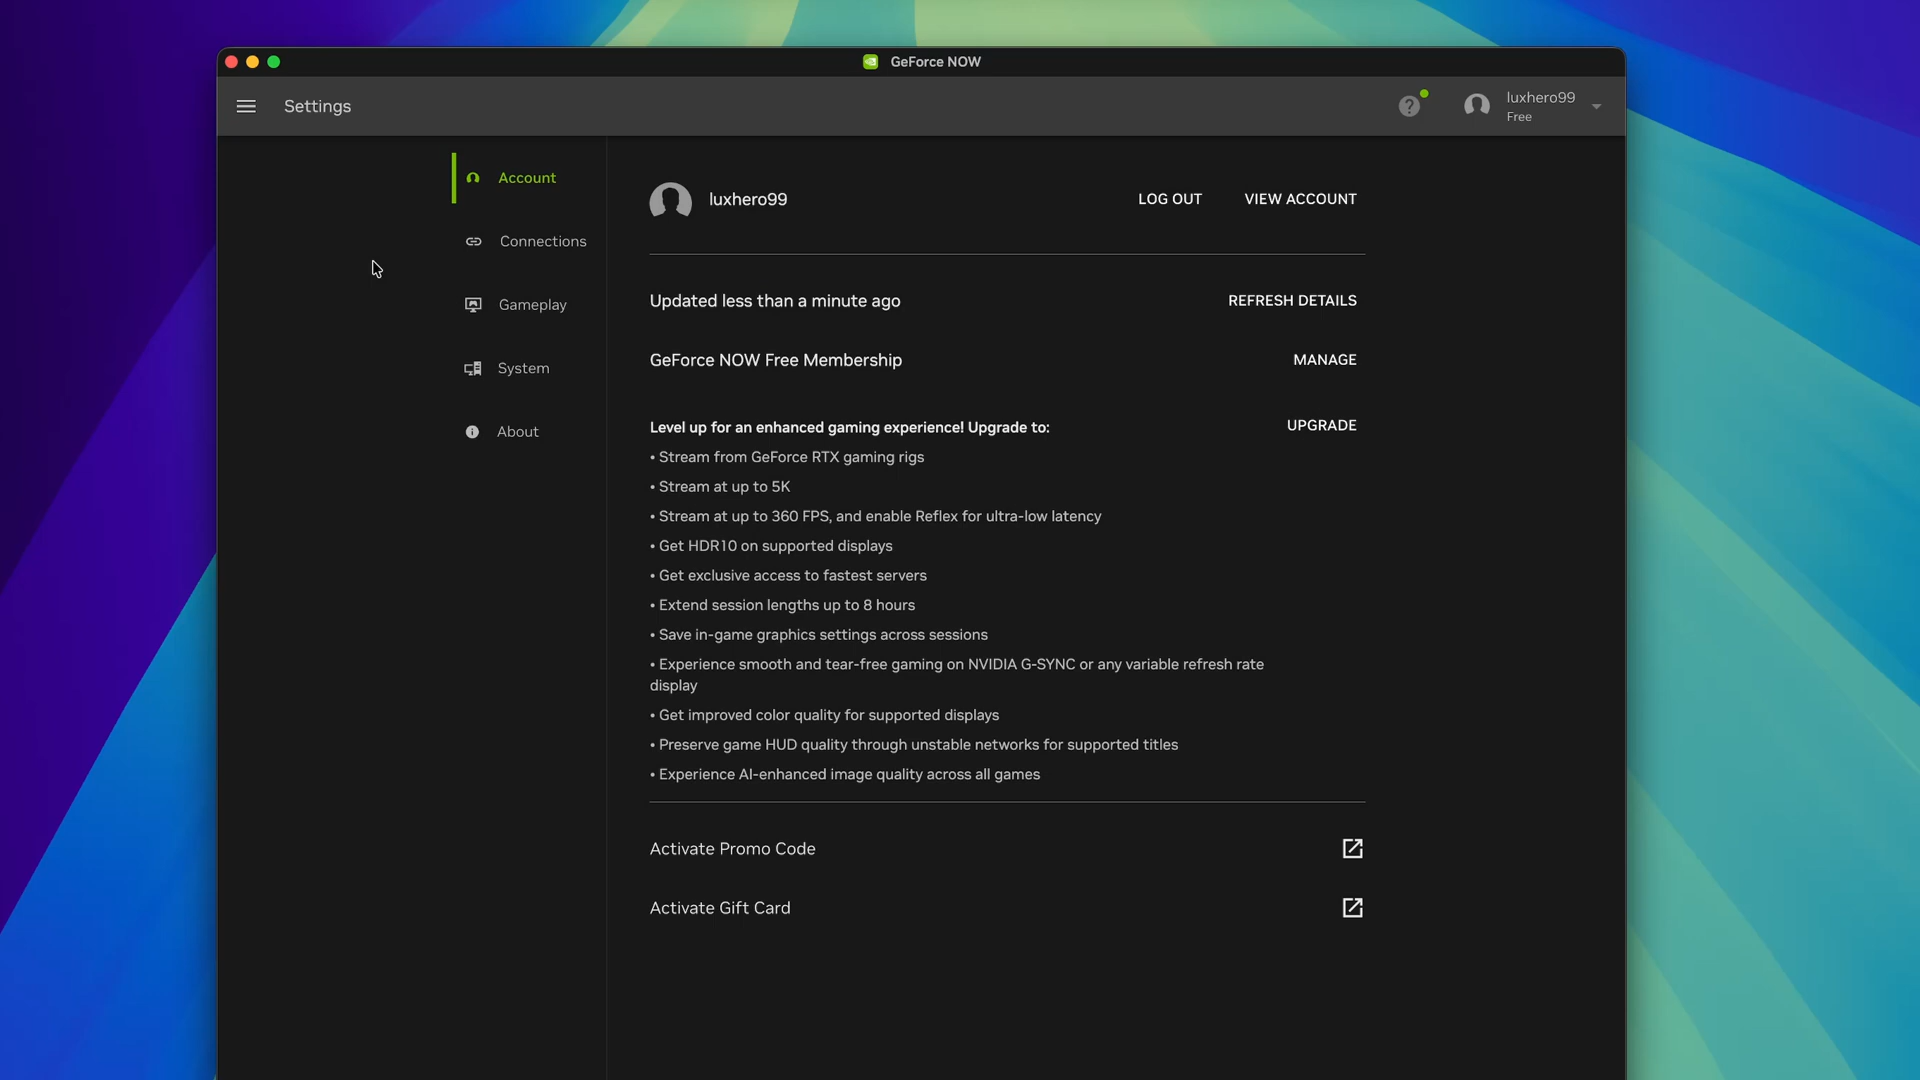 GeForce NOW
Settings
luxhero99
Free
Account
Connections
Gameplay
System
About
luxhero99
LOG OUT
VIEW ACCOUNT
Updated less than a minute ago
REFRESH DETAILS
GeForce NOW Free Membership
MANAGE
Level up for an enhanced gaming experience! Upgrade to:
UPGRADE
• Stream from GeForce RTX gaming rigs
• Stream at up to 5K
• Stream at up to 360 FPS, and enable Reflex for ultra-low latency
• Get HDR10 on supported displays
• Get exclusive access to fastest servers
• Extend session lengths up to 8 hours
• Save in-game graphics settings across sessions
• Experience smooth and tear-free gaming on NVIDIA G-SYNC or any variable refresh rate
display
• Get improved color quality for supported displays
• Preserve game HUD quality through unstable networks for supported titles
• Experience AI-enhanced image quality across all games
Activate Promo Code
Activate Gift Card